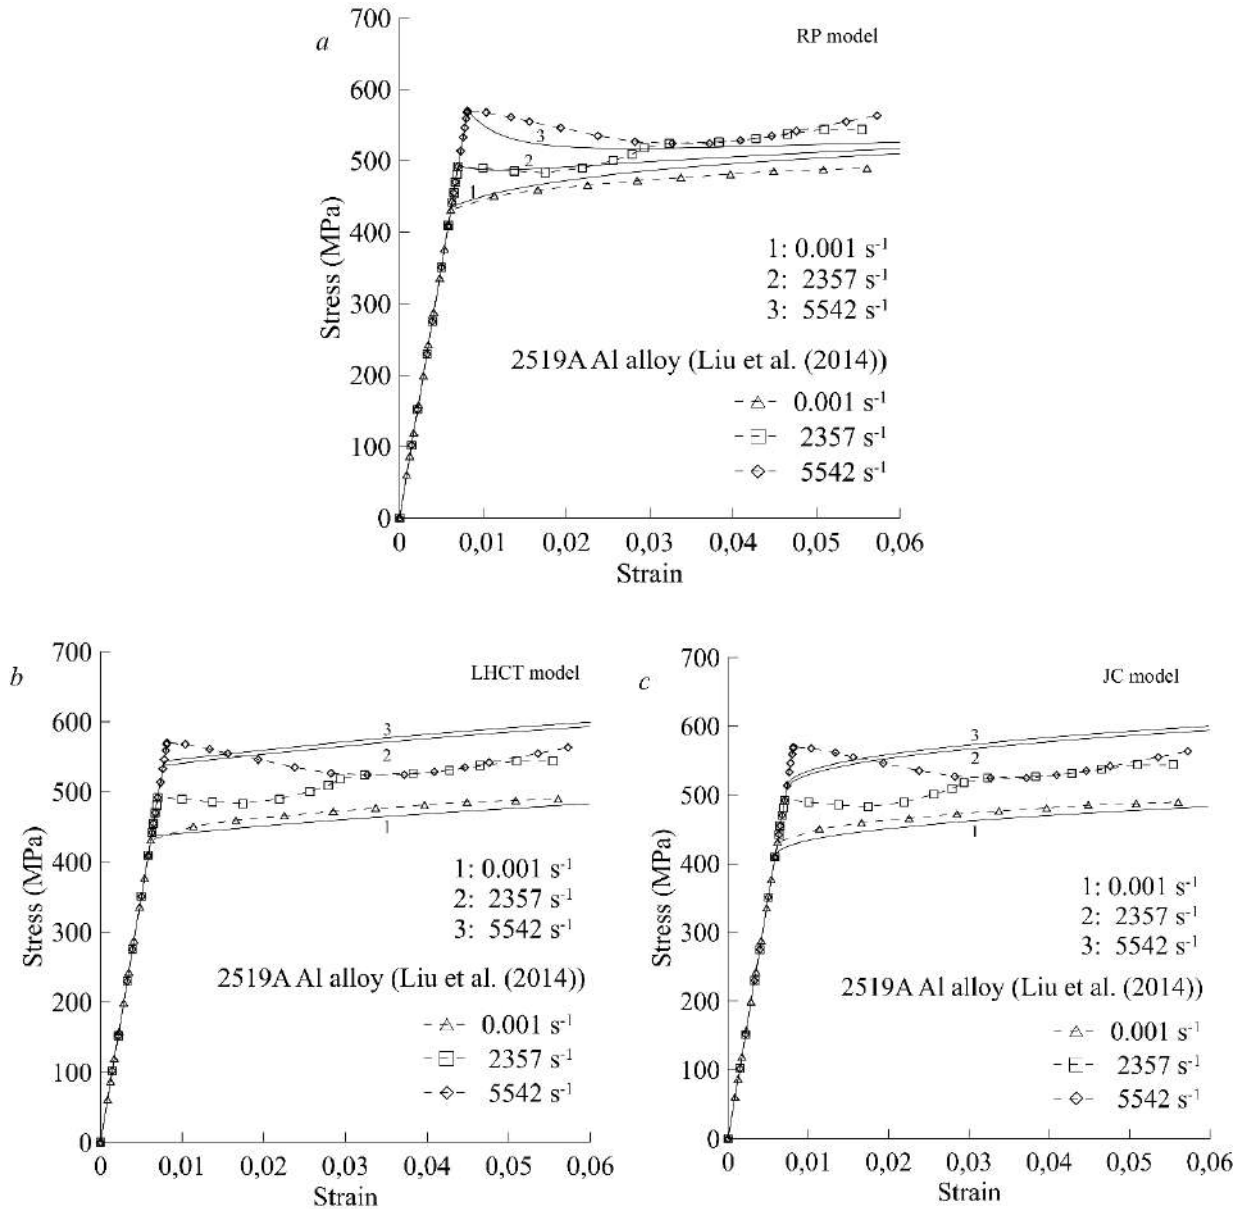 a
RP model
700
600
500
400
300
200
100
0
Stress (MPa)
3
2
1
1: 0.001 s-1
2: 2357 s-1
3: 5542 s-1
2519A Al alloy (Liu et al. (2014))
0.001 s-1
2357 s-1
5542 s-1
0 0,01 0,02 0,03 0,04 0,05 0,06
Strain
b
LHCT model
700
600
500
400
300
200
100
0
Stress (MPa)
3
2
1
1: 0.001 s-1
2: 2357 s-1
3: 5542 s-1
2519A Al alloy (Liu et al. (2014))
0.001 s-1
2357 s-1
5542 s-1
0 0,01 0,02 0,03 0,04 0,05 0,06
Strain
c
JC model
700
600
500
400
300
200
100
0
Stress (MPa)
3
2
1
1: 0.001 s-1
2: 2357 s-1
3: 5542 s-1
2519A Al alloy (Liu et al. (2014))
0.001 s-1
2357 s-1
5542 s-1
0 0,01 0,02 0,03 0,04 0,05 0,06
Strain